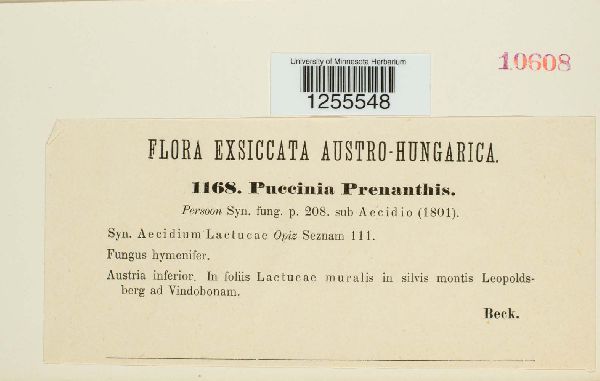 University of Minnesota Herbarium
1255548
10608
FLORA EXSICCATA AUSTRO-HUNGARICA.
1168. Puccinia Prenanthis.
Persoon Syn. fung. p. 208. sub Aecidio (1801).
Syn. Aecidium Lactucae Opiz Seznam 111.
Fungus hymenifer.
Austria inferior. In foliis Lactucae muralis in silvis montis Leopolds-
berg ad Vindobonam.
Beck.